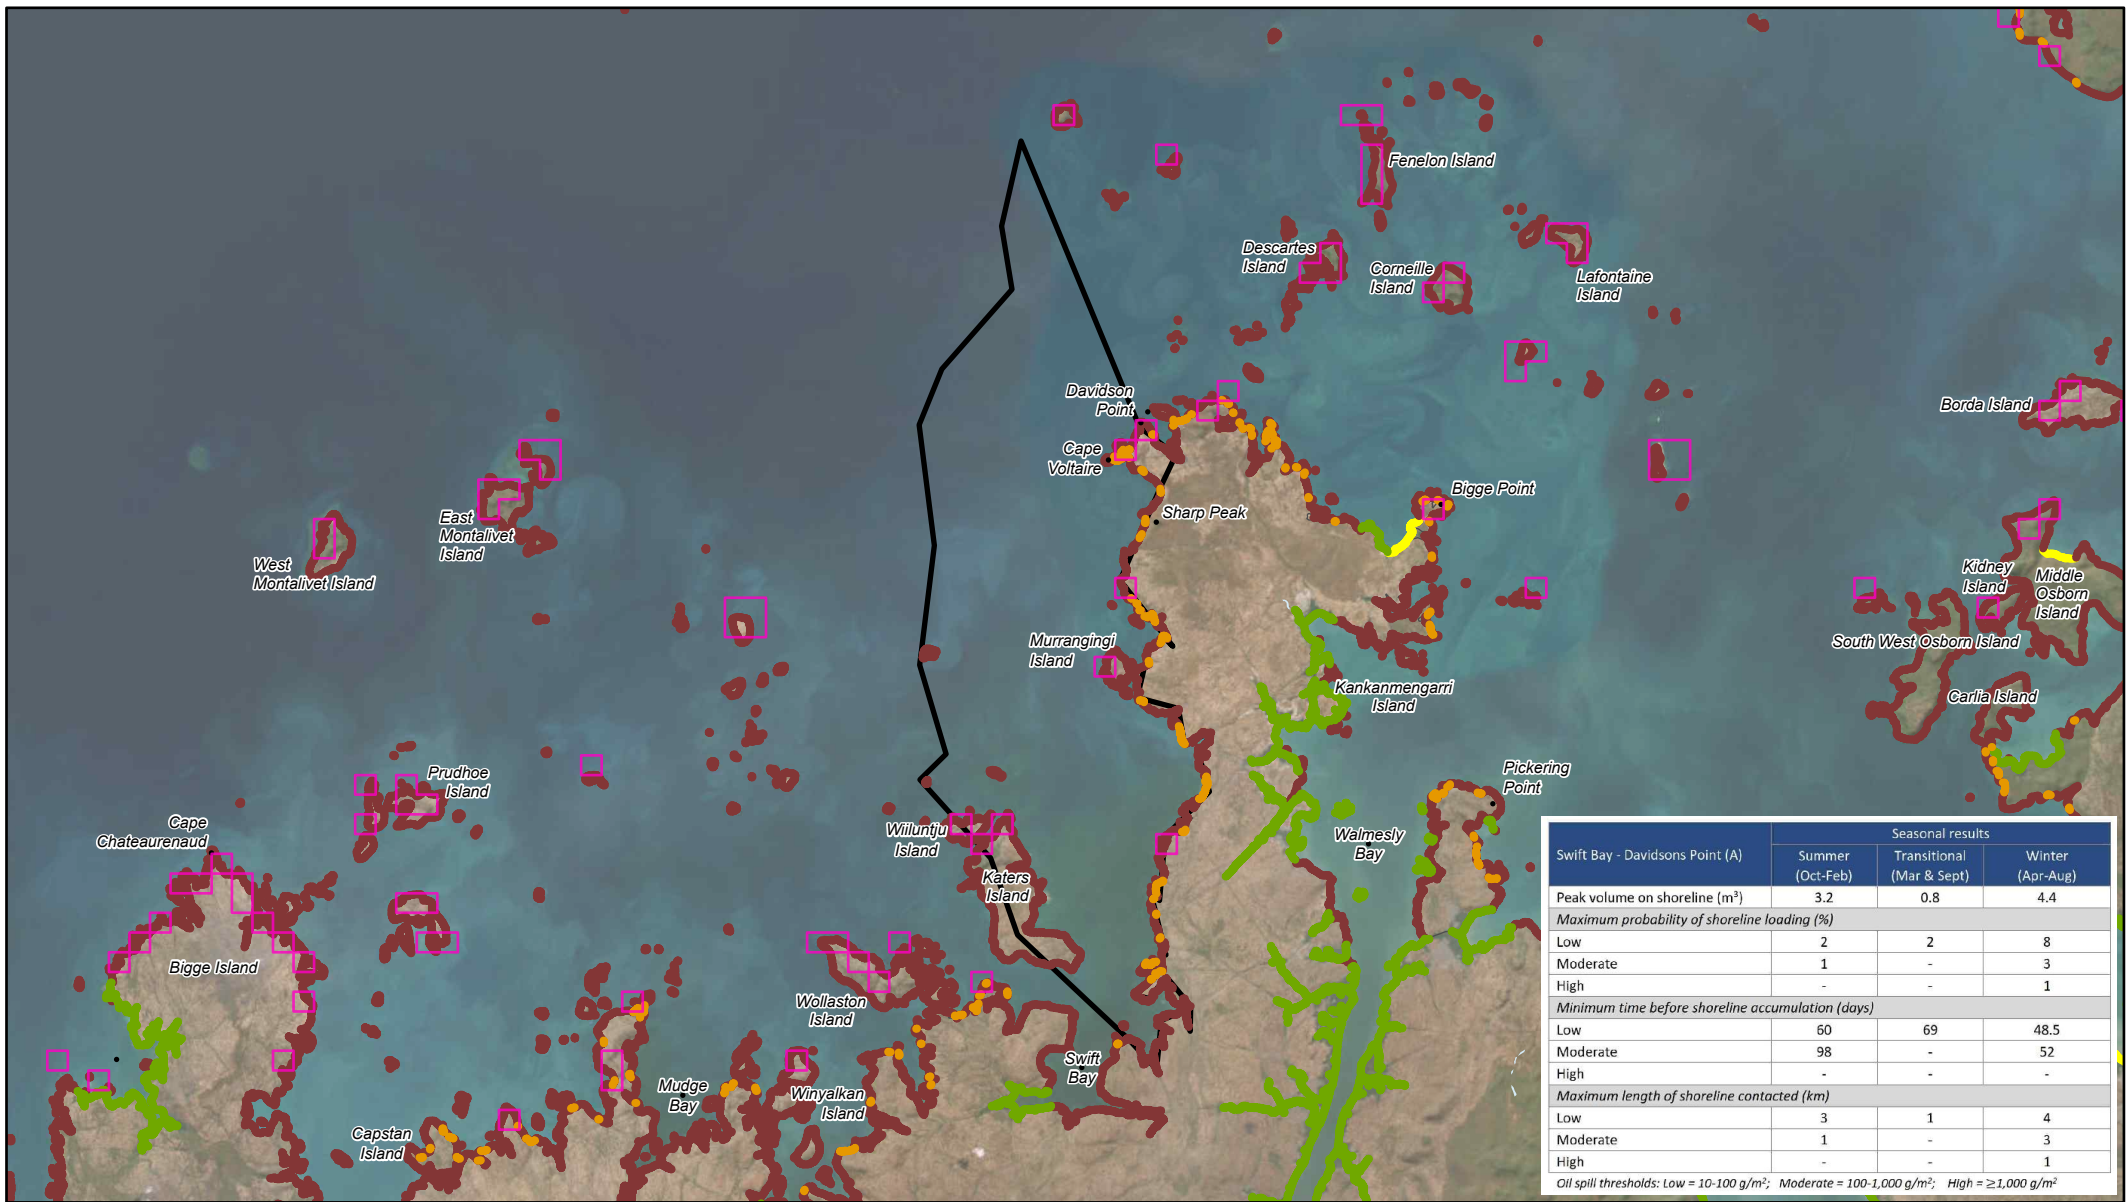 Fenelon Island
Descartes
Island
Corneille
Island
Lafontaine
Island
Davidson
Point
Borda Island
Cape
Voltaire
Bigge Point
Sharp Peak
East
Montalivet
Island
West
Montalivet Island
Kidney
Island
Middle
Osborn
Island
South West Osborn Island
Murrangingi
Island
Kankanmengarri
Island
Carlia Island
Prudhoe
Island
Pickering
Point
Cape
Chateaurenaud
Wiiluntju
Island
Walmesly
Bay
Katers
Island
Bigge Island
Wollaston
Island
Swift
Bay
Mudge
Bay
Winyalkan
Island
Capstan
Island
Swift Bay - Davidsons Point (A)
Seasonal results
Summer (Oct-Feb)
Transitional (Mar & Sept)
Winter (Apr-Aug)
Peak volume on shoreline (m³) 3.2 0.8 4.4
Maximum probability of shoreline loading (%)
Low 2 2 8
Moderate 1 - 3
High - - 1
Minimum time before shoreline accumulation (days)
Low 60 69 48.5
Moderate 98 - 52
High - - -
Maximum length of shoreline contacted (km)
Low 3 1 4
Moderate 1 - 3
High - - 1
Oil spill thresholds: Low = 10-100 g/m²; Moderate = 100-1,000 g/m²; High = ≥1,000 g/m²